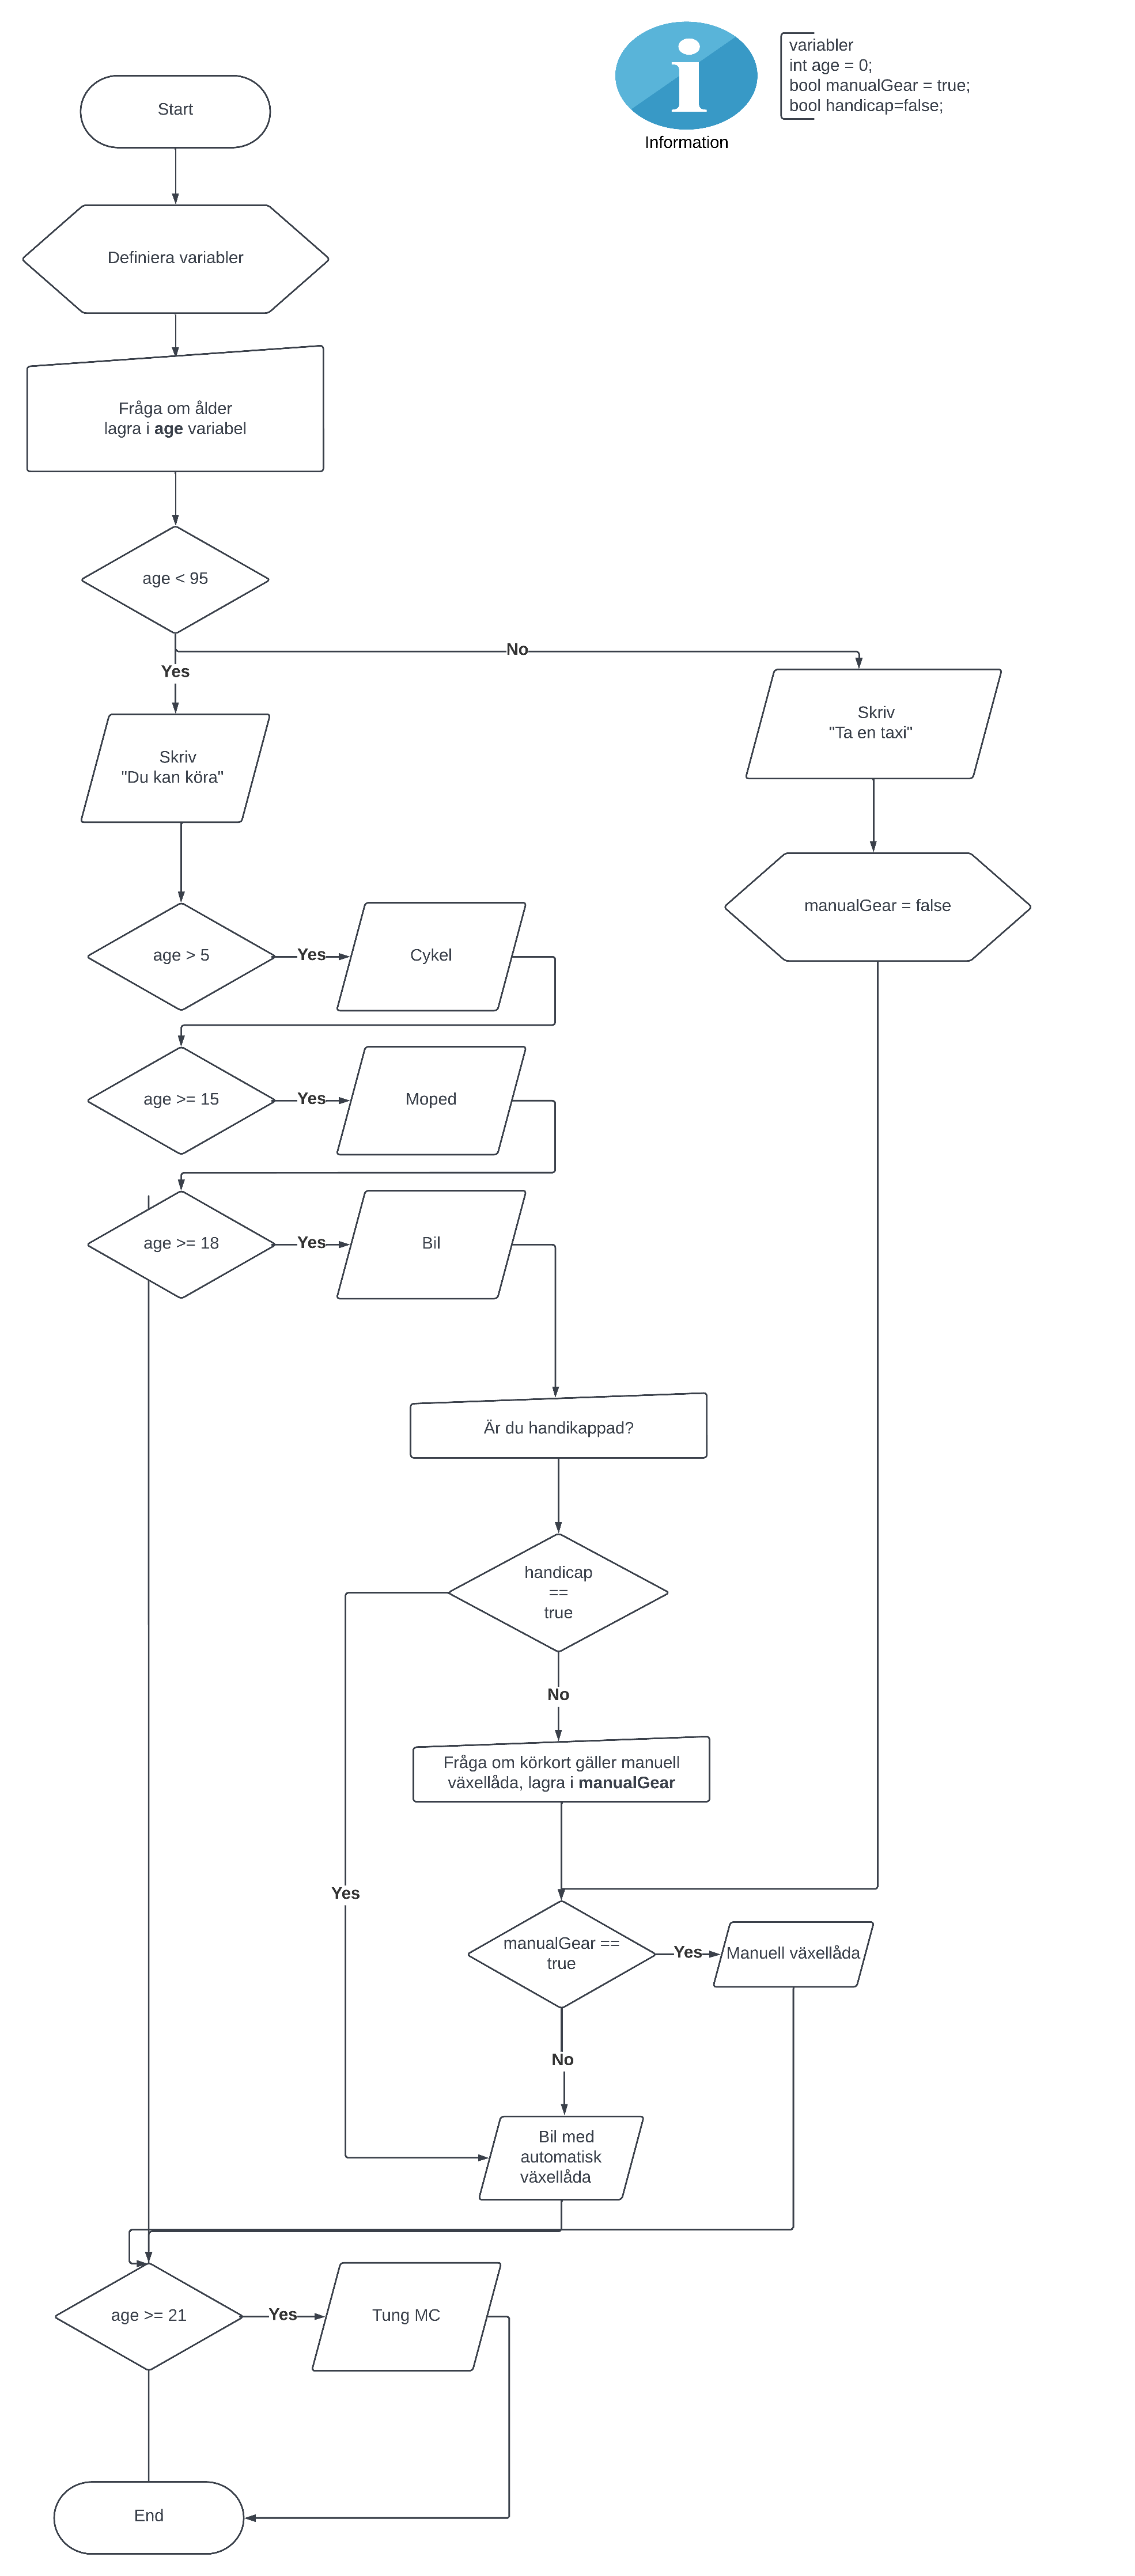 variabler
int age = 0;
bool manualGear = true;
bool handicap=false;
Information
Start
Definiera variabler
Fråga om ålder
lagra i age variabel
age < 95
No
Yes
Skriv
"Ta en taxi"
Skriv
"Du kan köra"
manualGear = false
age > 5
Yes
Cykel
age >= 15
Yes
Moped
age >= 18
Yes
Bil
Är du handikappad?
handicap
==
true
No
Fråga om körkort gäller manuell
växellåda, lagra i manualGear
Yes
manualGear ==
true
Yes
Manuell växellåda
No
Bil med
automatisk
växellåda
age >= 21
Yes
Tung MC
End